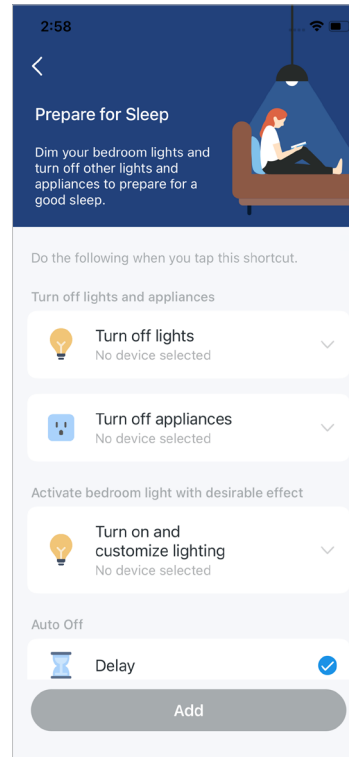 2:58
Prepare for Sleep
Dim your bedroom lights and
turn off other lights and
appliances to prepare for a
good sleep.
Do the following when you tap this shortcut.
Turn off lights and appliances
Turn off lights
No device selected
Turn off appliances
No device selected
Activate bedroom light with desirable effect
Turn on and
customize lighting
No device selected
Auto Off
Delay
Add